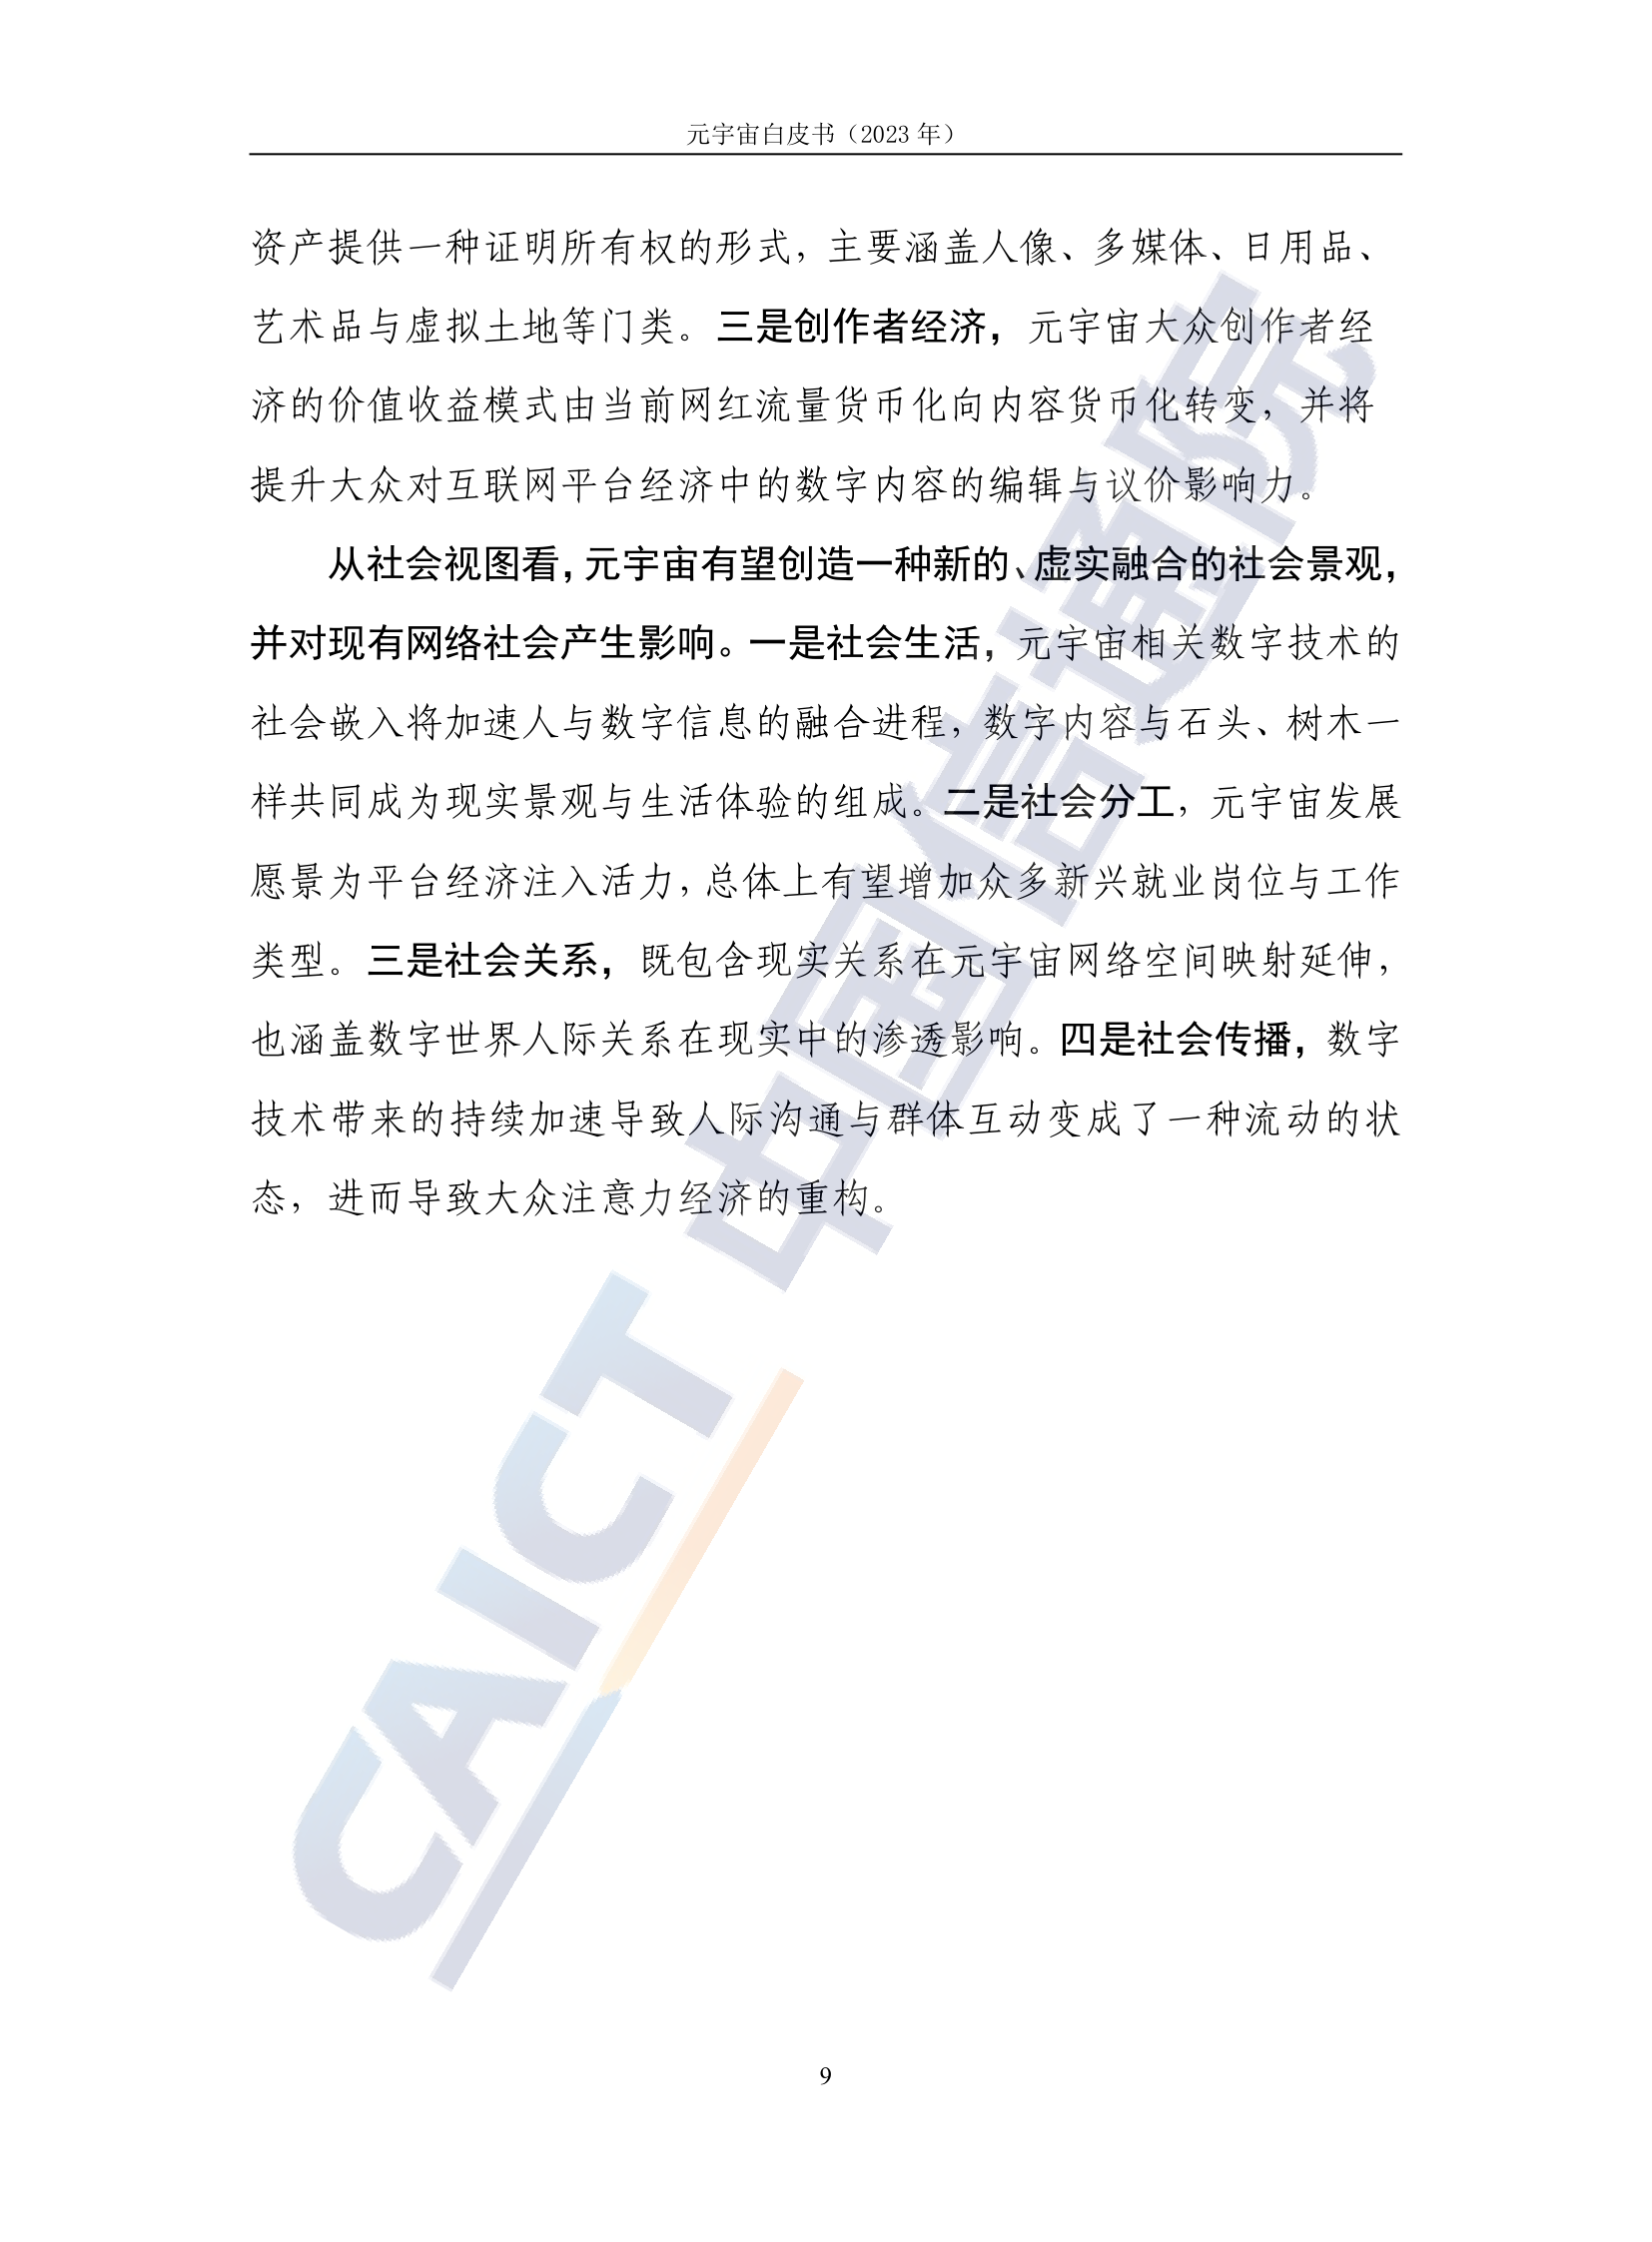 元宇宙白皮书（2023 年）
资产提供一种证明所有权的形式，主要涵盖人像、多媒体、日用品、
艺术品与虚拟土地等门类。三是创作者经济，元宇宙大众创作者经
济的价值收益模式由当前网红流量货币化向内容货币化转变，并将
提升大众对互联网平台经济中的数字内容的编辑与议价影响力。
从社会视图看，元宇宙有望创造一种新的、虚实融合的社会景观，
并对现有网络社会产生影响。一是社会生活，元宇宙相关数字技术的
社会嵌入将加速人与数字信息的融合进程，数字内容与石头、树木一
样共同成为现实景观与生活体验的组成。二是社会分工，元宇宙发展
愿景为平台经济注入活力，总体上有望增加众多新兴就业岗位与工作
类型。三是社会关系，既包含现实关系在元宇宙网络空间映射延伸，
也涵盖数字世界人际关系在现实中的渗透影响。四是社会传播，数字
技术带来的持续加速导致人际沟通与群体互动变成了一种流动的状
态，进而导致大众注意力经济的重构。
CAICT 中国信通院
9